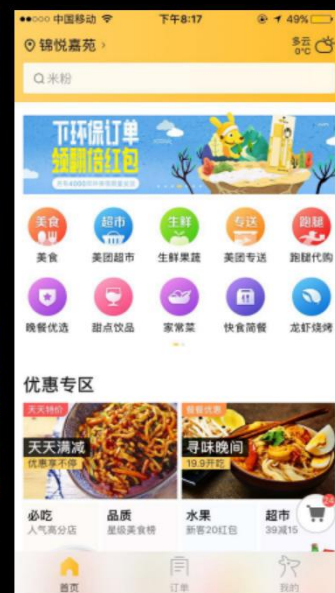 中国移动 下午8:17 49%
锦悦嘉苑 >
多云
0°C
米粉
下环保订单
领翻倍红包
美食 超市 生鲜 专送 跑腿
美食 美团超市 生鲜果蔬 美团专送 跑腿代购
晚餐优选 甜点饮品 家常菜 快食简餐 龙虾烧烤
优惠专区
天天特价
天天满减
优惠享不停
餐餐优惠
寻味晚间
19.9开吃
必吃 品质 水果 超市
人气高分店 星级美食榜 新客20红包 39减15
24
首页 订单 我的